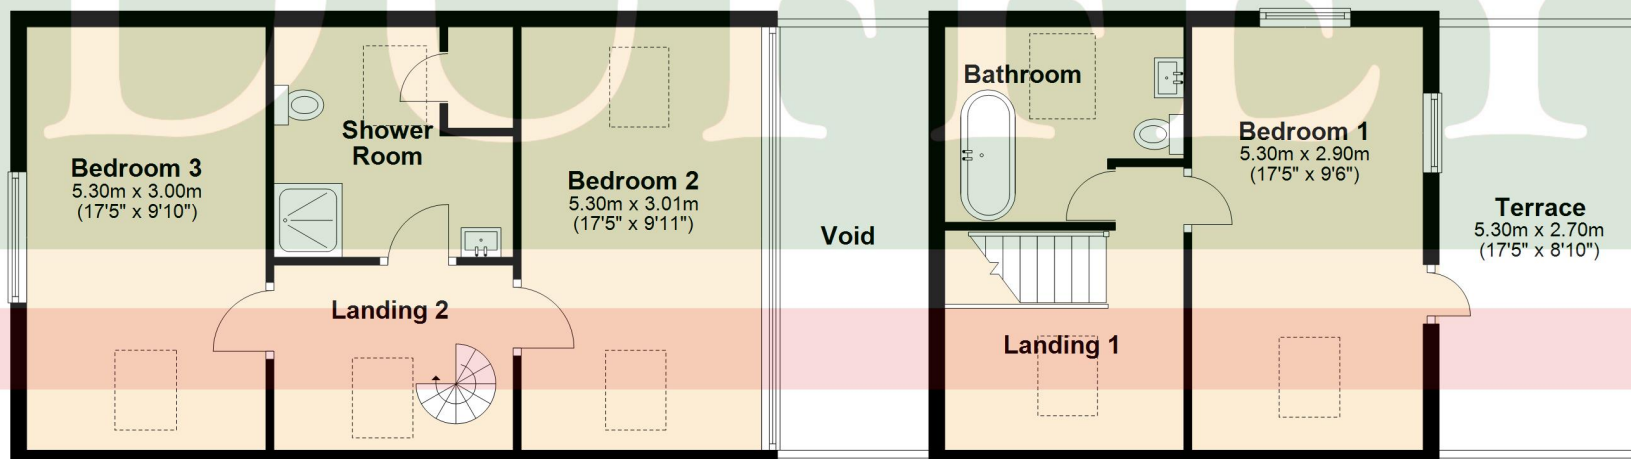 Bedroom 3
5.30m x 3.00m
(17'5" x 9'10")
Shower
Room
Bedroom 2
5.30m x 3.01m
(17'5" x 9'11")
Landing 2
Void
Bathroom
Bedroom 1
5.30m x 2.90m
(17'5" x 9'6")
Landing 1
Terrace
5.30m x 2.70m
(17'5" x 8'10")